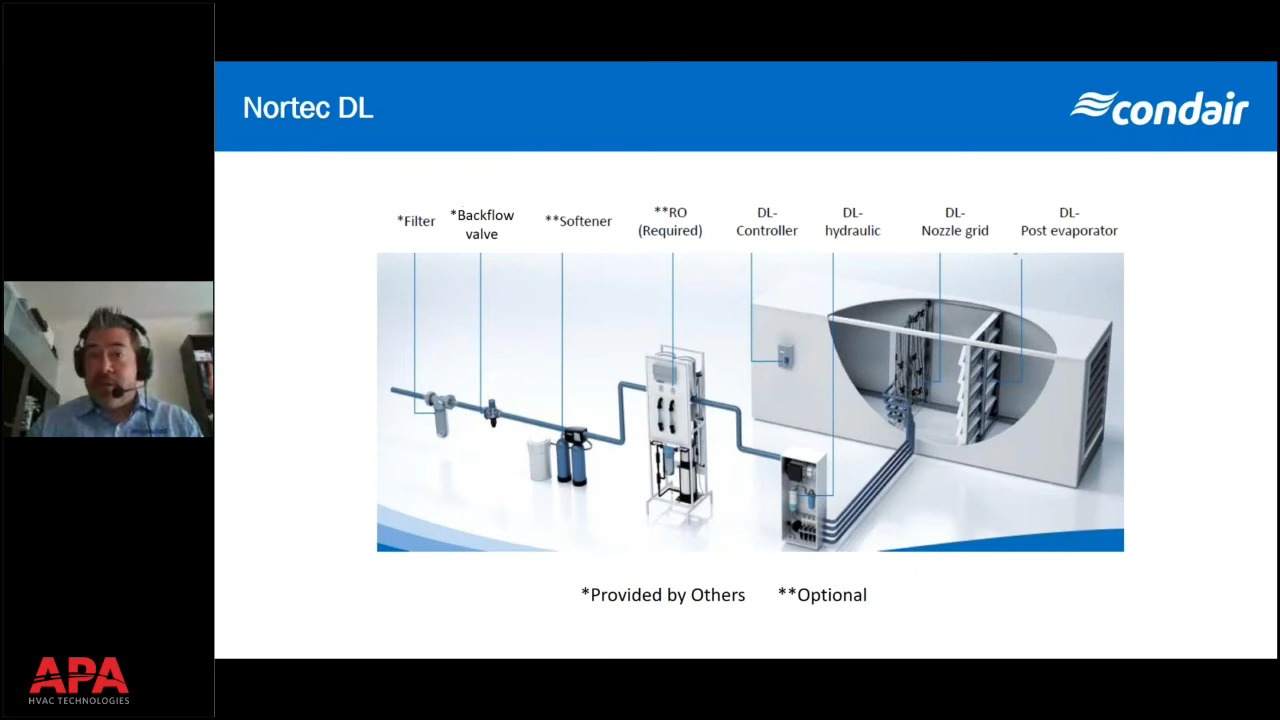 Nortec DL
condair
*Filter
*Backflow
valve
**Softener
**RO
(Required)
DL-
Controller
DL-
hydraulic
DL-
Nozzle grid
DL-
Post evaporator
*Provided by Others
**Optional
APA
HVAC TECHNOLOGIES